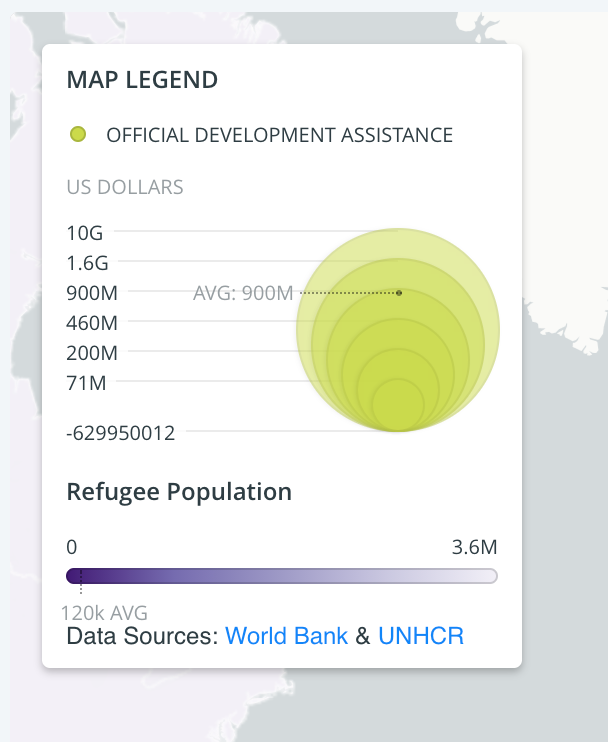 MAP LEGEND
OFFICIAL DEVELOPMENT ASSISTANCE
US DOLLARS
10G
1.6G
900M AVG: 900M
460M
200M
71M
-629950012
Refugee Population
0 3.6M
120k AVG
Data Sources: World Bank & UNHCR